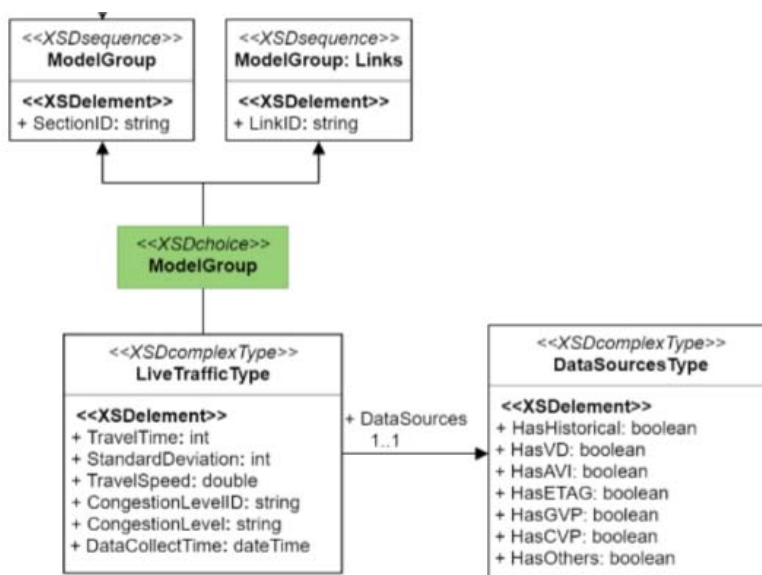 <<XSDsequence>>
ModelGroup
<<XSDelement>>
+ SectionID: string
<<XSDsequence>>
ModelGroup: Links
<<XSDelement>>
+ LinkID: string
<<XSDchoice>>
ModelGroup
<<XSDcomplexType>>
LiveTrafficType
<<XSDelement>>
+ TravelTime: int
+ StandardDeviation: int
+ TravelSpeed: double
+ CongestionLevelID: string
+ CongestionLevel: string
+ DataCollectTime: dateTime
+ DataSources
1..1
<<XSDcomplexType>>
DataSourcesType
<<XSDelement>>
+ HasHistorical: boolean
+ HasVD: boolean
+ HasAVI: boolean
+ HasETAG: boolean
+ HasGVP: boolean
+ HasCVP: boolean
+ HasOthers: boolean